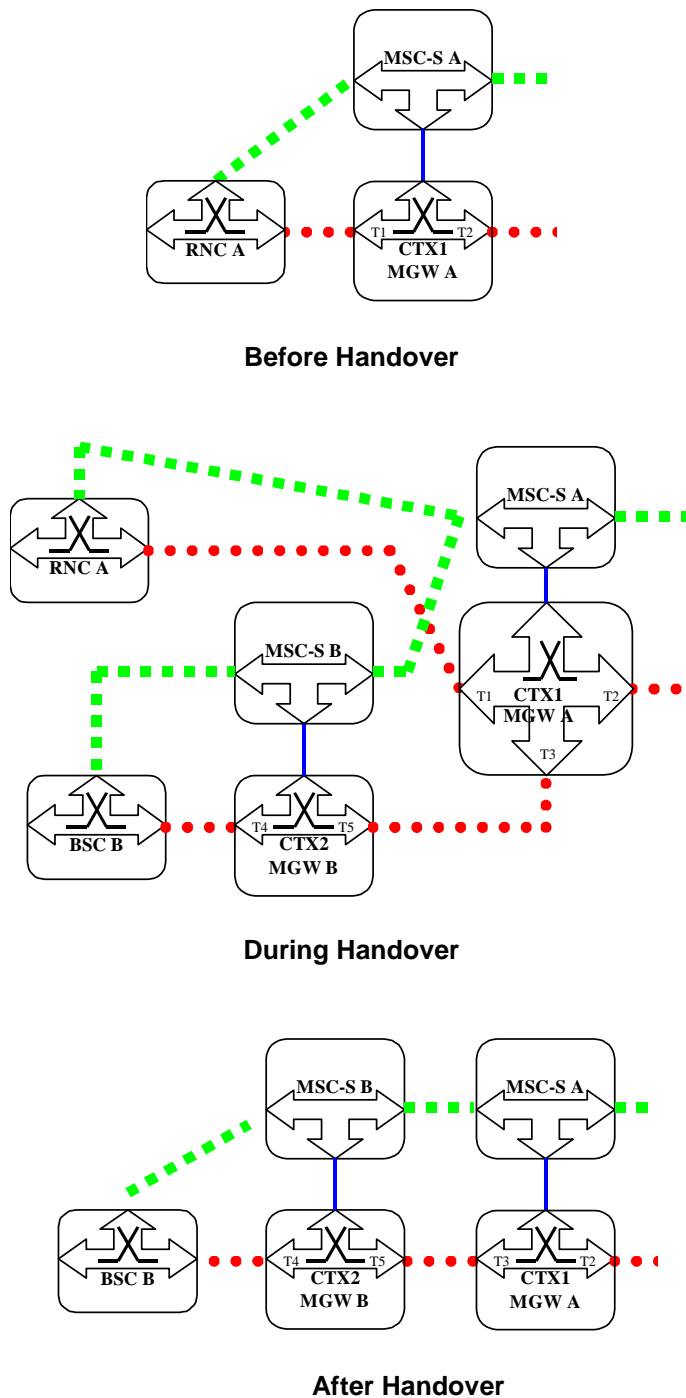 MSC-S A
RNC A
T1
T2
CTX1
MGW A
Before Handover
MSC-S A
RNC A
MSC-S B
T1
CTX1
T2
MGW A
T3
BSC B
T4
T5
CTX2
MGW B
During Handover
MSC-S B
MSC-S A
BSC B
T4
T5
CTX2
MGW B
T3
T2
CTX1
MGW A
After Handover